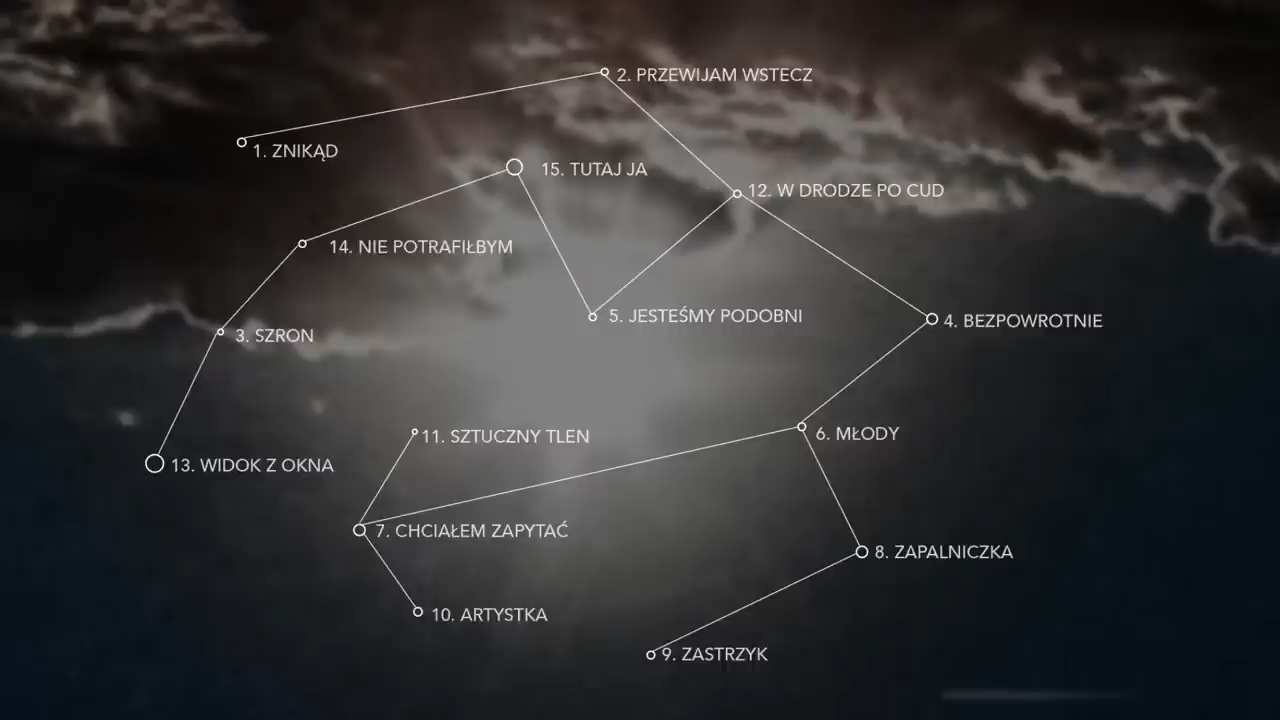 2. PRZEWIJAM WSTECZ
1. ZNIKĄD
15. TUTAJ JA
12. W DRODZE PO CUD
14. NIE POTRAFIŁBYM
5. JESTEŚMY PODOBNI
4. BEZPOWROTNIE
3. SZRON
11. SZTUCZNY TLEN
6. MŁODY
13. WIDOK Z OKNA
7. CHCIAŁEM ZAPYTAĆ
8. ZAPALNICZKA
10. ARTYSTKA
9. ZASTRZYK